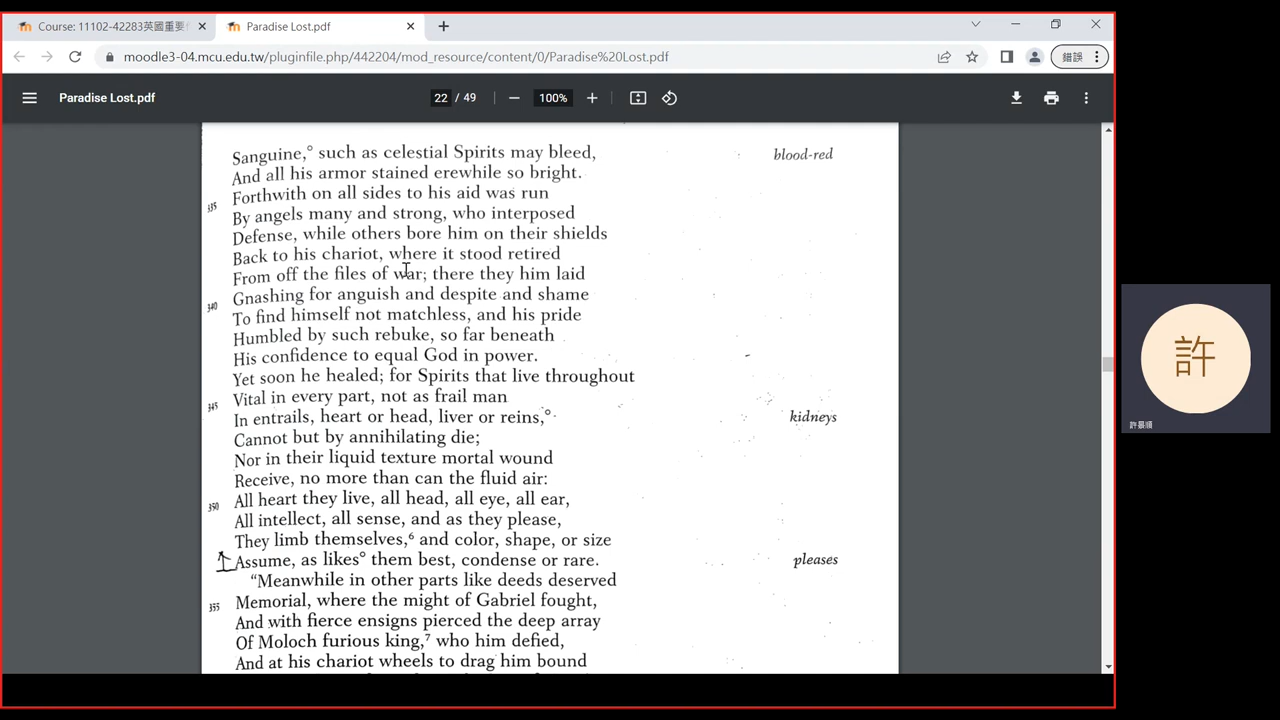 Course: 11102-42283英國重要
Paradise Lost.pdf
moodle3-04.mcu.edu.tw/pluginfile.php/442204/mod_resource/content/0/Paradise%20Lost.pdf
錯誤
Paradise Lost.pdf
22 / 49
100%
Sanguine,° such as celestial Spirits may bleed, blood-red
And all his armor stained erewhile so bright.
Forthwith on all sides to his aid was run
335 By angels many and strong, who interposed
Defense, while others bore him on their shields
Back to his chariot, where it stood retired
From off the files of war; there they him laid
Gnashing for anguish and despite and shame
340 To find himself not matchless, and his pride
Humbled by such rebuke, so far beneath
His confidence to equal God in power.
Yet soon he healed; for Spirits that live throughout
Vital in every part, not as frail man
345 In entrails, heart or head, liver or reins,° kidneys
Cannot but by annihilating die;
Nor in their liquid texture mortal wound
Receive, no more than can the fluid air:
All heart they live, all head, all eye, all ear,
350 All intellect, all sense, and as they please,
They limb themselves,⁶ and color, shape, or size
Assume, as likes° them best, condense or rare. pleases
"Meanwhile in other parts like deeds deserved
355 Memorial, where the might of Gabriel fought,
And with fierce ensigns pierced the deep array
Of Moloch furious king,⁷ who him defied,
And at his chariot wheels to drag him bound
許
許景順